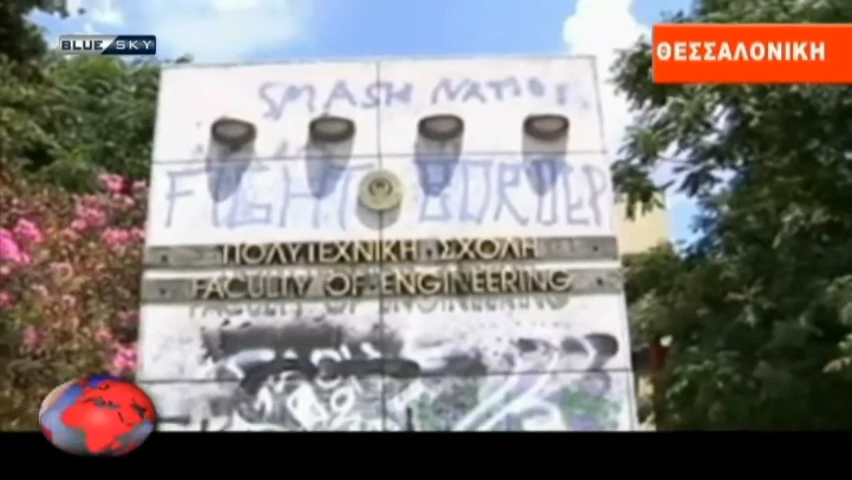 BLUE SKY
ΘΕΣΣΑΛΟΝΙΚΗ
SMASH
FIGHT BORDER
ΠΟΛΥΤΕΧΝΙΚΗ ΣΧΟΛΗ
FACULTY OF ENGINEERING